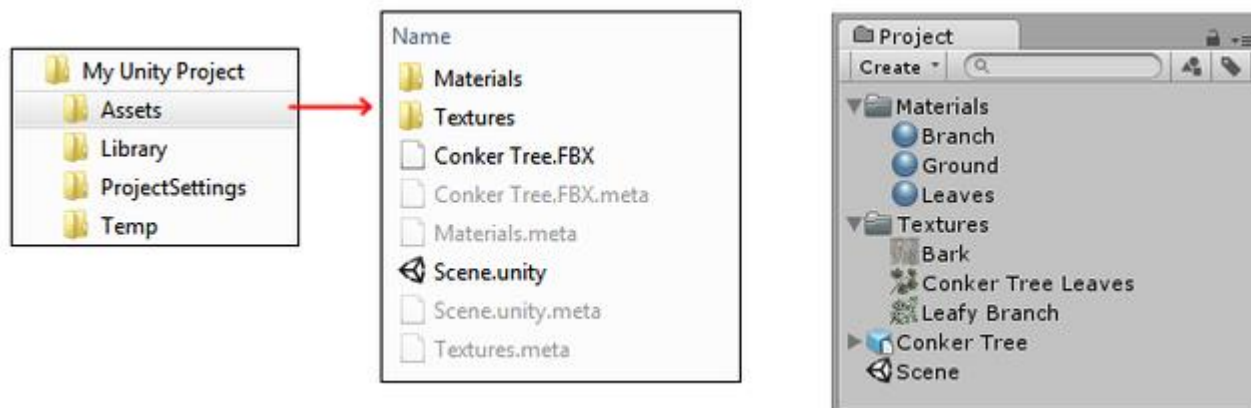 My Unity Project
Assets
Library
ProjectSettings
Temp
Name
Materials
Textures
Conker Tree.FBX
Conker Tree.FBX.meta
Materials.meta
Scene.unity
Scene.unity.meta
Textures.meta
Project
Create
Materials
Branch
Ground
Leaves
Textures
Bark
Conker Tree Leaves
Leafy Branch
Conker Tree
Scene